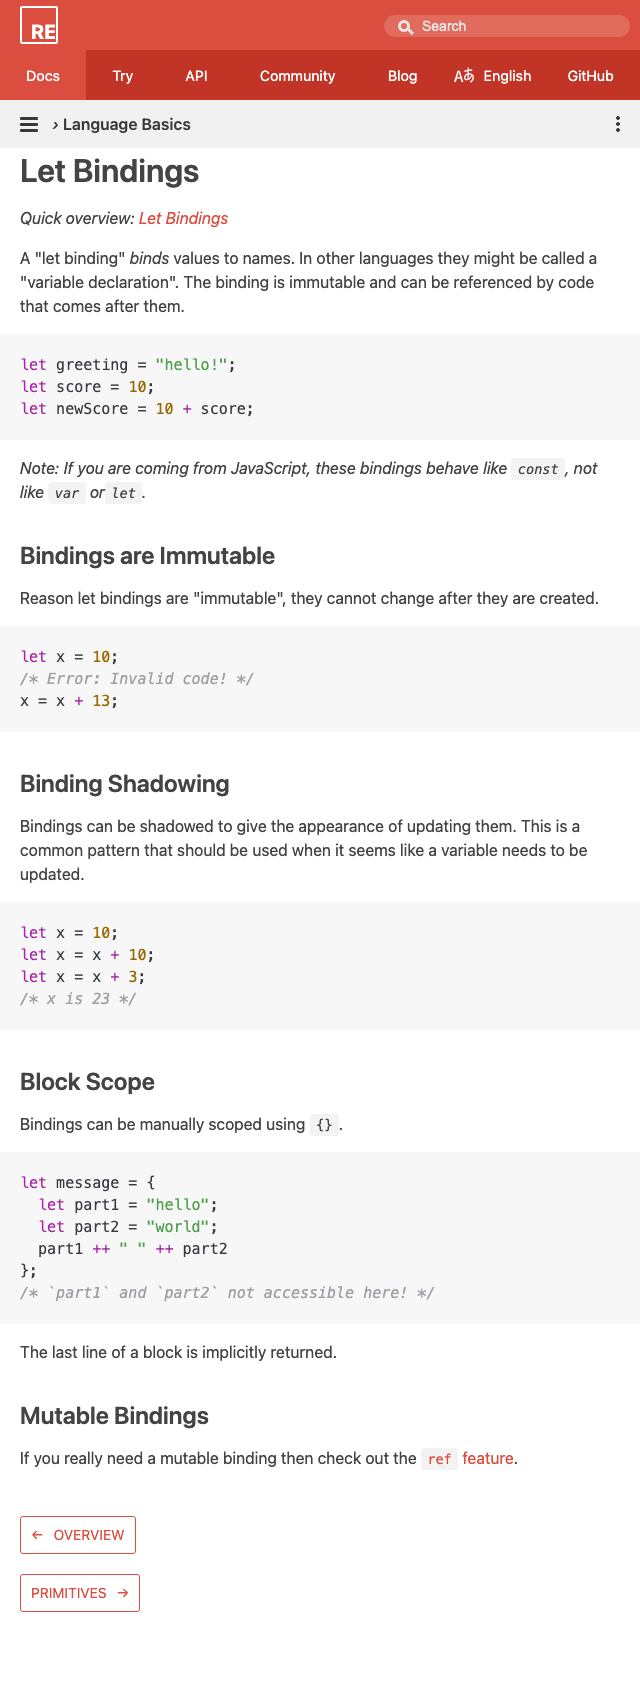 RE
Search
Docs
Try
API
Community
Blog
Aあ English
GitHub
› Language Basics
Let Bindings
Quick overview: Let Bindings
A "let binding" binds values to names. In other languages they might be called a
"variable declaration". The binding is immutable and can be referenced by code
that comes after them.
let greeting = "hello!";
let score = 10;
let newScore = 10 + score;
Note: If you are coming from JavaScript, these bindings behave like const, not
like var or let.
Bindings are Immutable
Reason let bindings are "immutable", they cannot change after they are created.
let x = 10;
/* Error: Invalid code! */
x = x + 13;
Binding Shadowing
Bindings can be shadowed to give the appearance of updating them. This is a
common pattern that should be used when it seems like a variable needs to be
updated.
let x = 10;
let x = x + 10;
let x = x + 3;
/* x is 23 */
Block Scope
Bindings can be manually scoped using {}.
let message = {
  let part1 = "hello";
  let part2 = "world";
  part1 ++ " " ++ part2
};
/* `part1` and `part2` not accessible here! */
The last line of a block is implicitly returned.
Mutable Bindings
If you really need a mutable binding then check out the ref feature.
← OVERVIEW
PRIMITIVES →